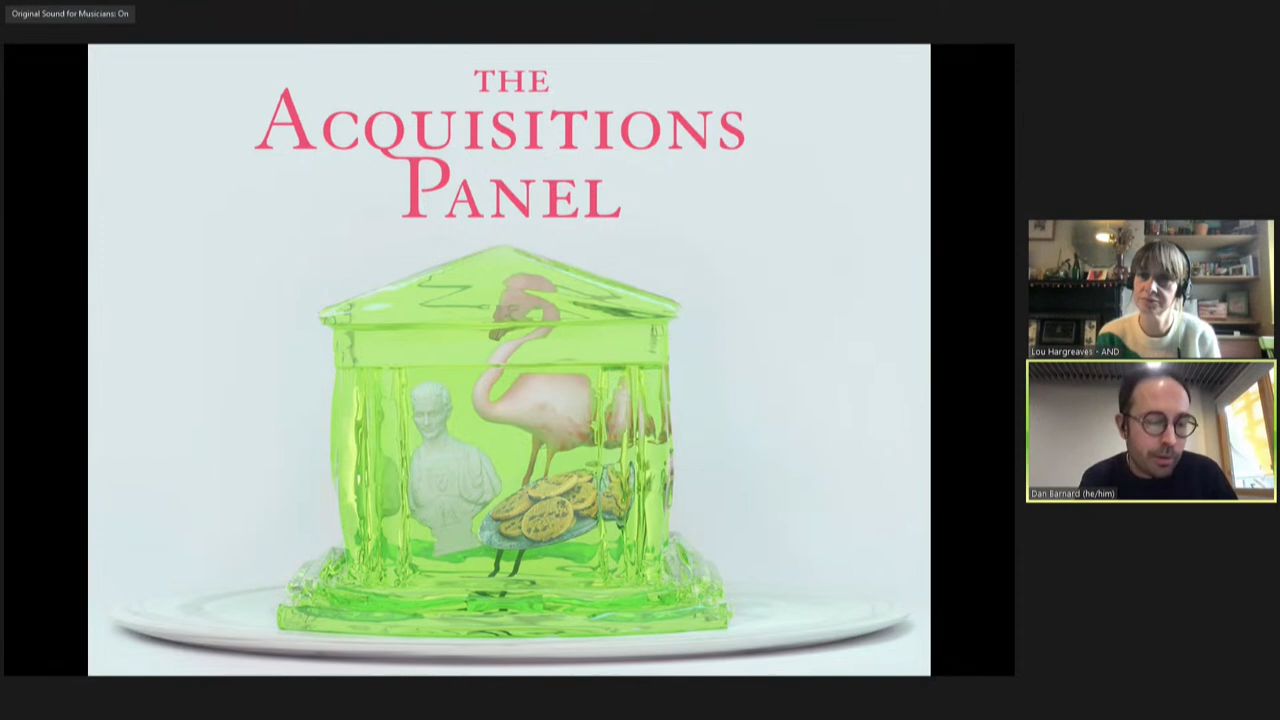 Original Sound for Musicians: On
THE
ACQUISITIONS
PANEL
Lou Hargreaves - AND
Dan Barnard (he/him)